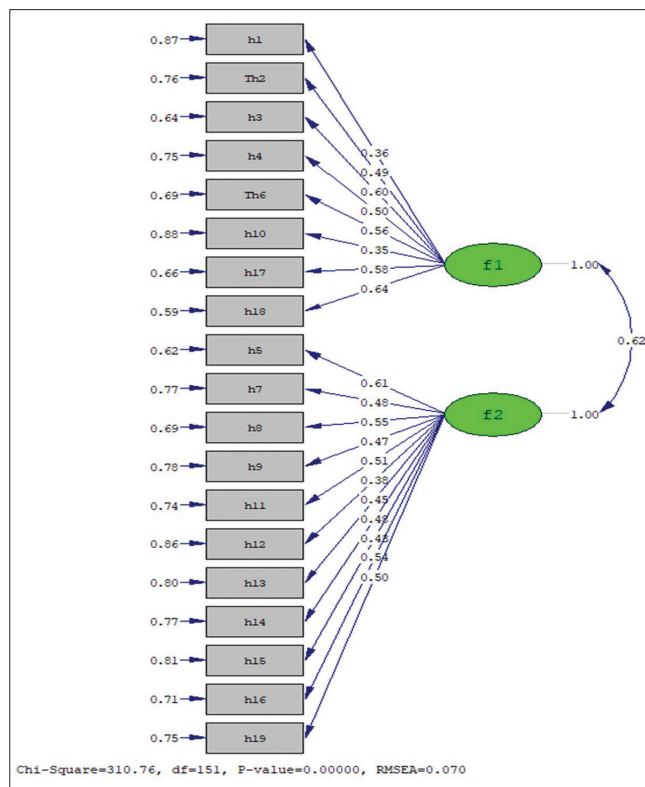 0.87 h1
0.76 Th2
0.64 h3
0.75 h4
0.69 Th6
0.88 h10
0.66 h17
0.59 h18
0.62 h5
0.77 h7
0.69 h8
0.78 h9
0.74 h11
0.86 h12
0.80 h13
0.77 h14
0.81 h15
0.71 h16
0.75 h19
0.36
0.49
0.60
0.50
0.56
0.35
0.58
0.64
0.61
0.48
0.55
0.47
0.51
0.38
0.45
0.48
0.43
0.54
0.50
f1 1.00
0.62
f2 1.00
Chi-Square=310.76, df=151, P-value=0.00000, RMSEA=0.070